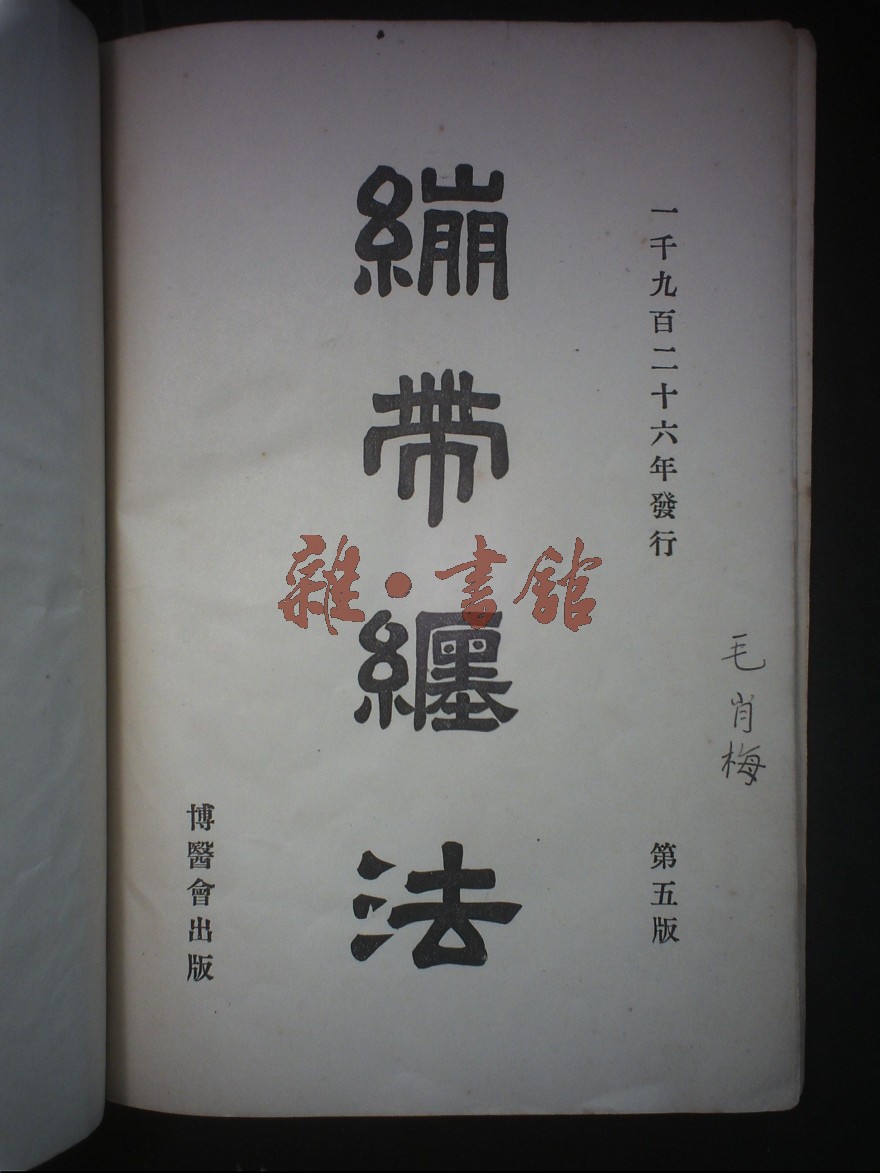 一千九百二十六年發行
第五版
毛肖梅
繃帶纏法
博醫會出版
雜·書館